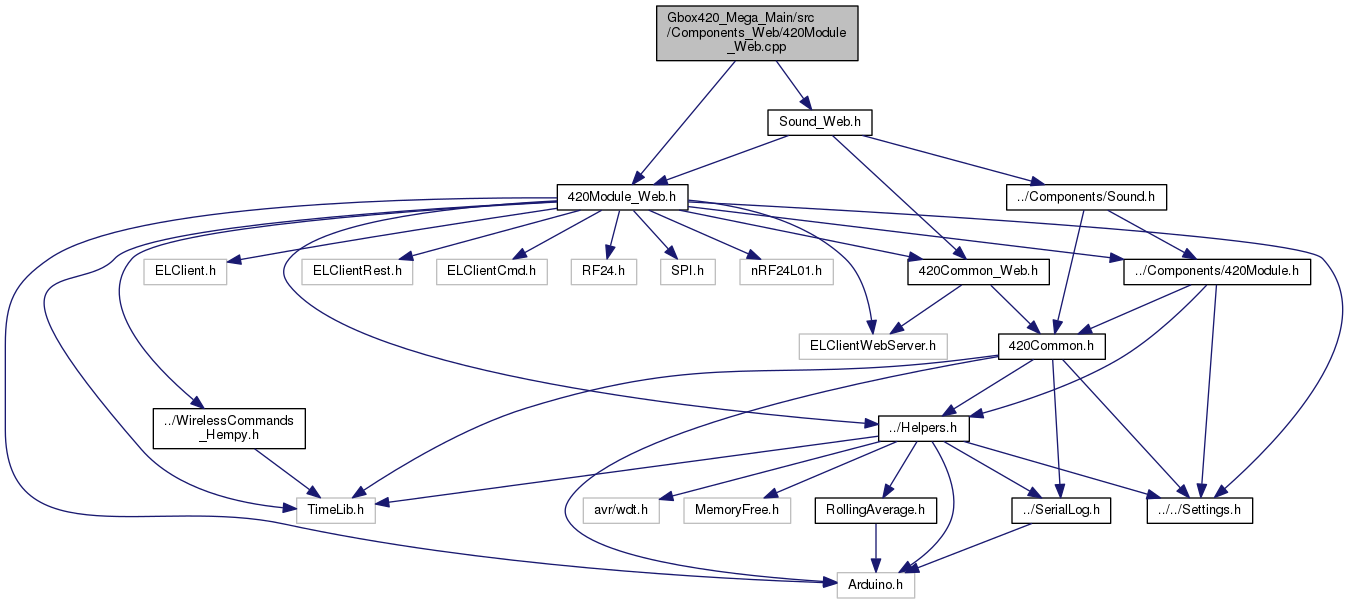 Gbox420_Mega_Main/src
/Components_Web/420Module
_Web.cpp
Sound_Web.h
420Module_Web.h
../Components/Sound.h
ELClient.h
ELClientRest.h
ELClientCmd.h
RF24.h
SPI.h
nRF24L01.h
420Common_Web.h
../Components/420Module.h
ELClientWebServer.h
420Common.h
../WirelessCommands
_Hempy.h
../Helpers.h
TimeLib.h
avr/wdt.h
MemoryFree.h
RollingAverage.h
../SerialLog.h
../../Settings.h
Arduino.h